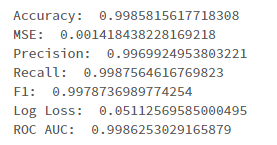 Accuracy:  0.9985815617718308
MSE:  0.001418438228169218
Precision:  0.9969924953803221
Recall:  0.9987564616769823
F1:  0.9978736989774254
Log Loss:  0.05112569585000495
ROC AUC:  0.9986253029165879